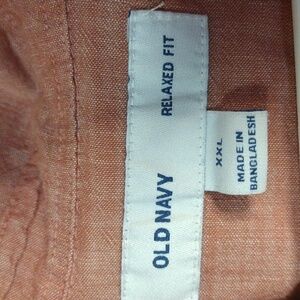 OLD NAVY
RELAXED FIT
XXL
MADE IN
BANGLADESH